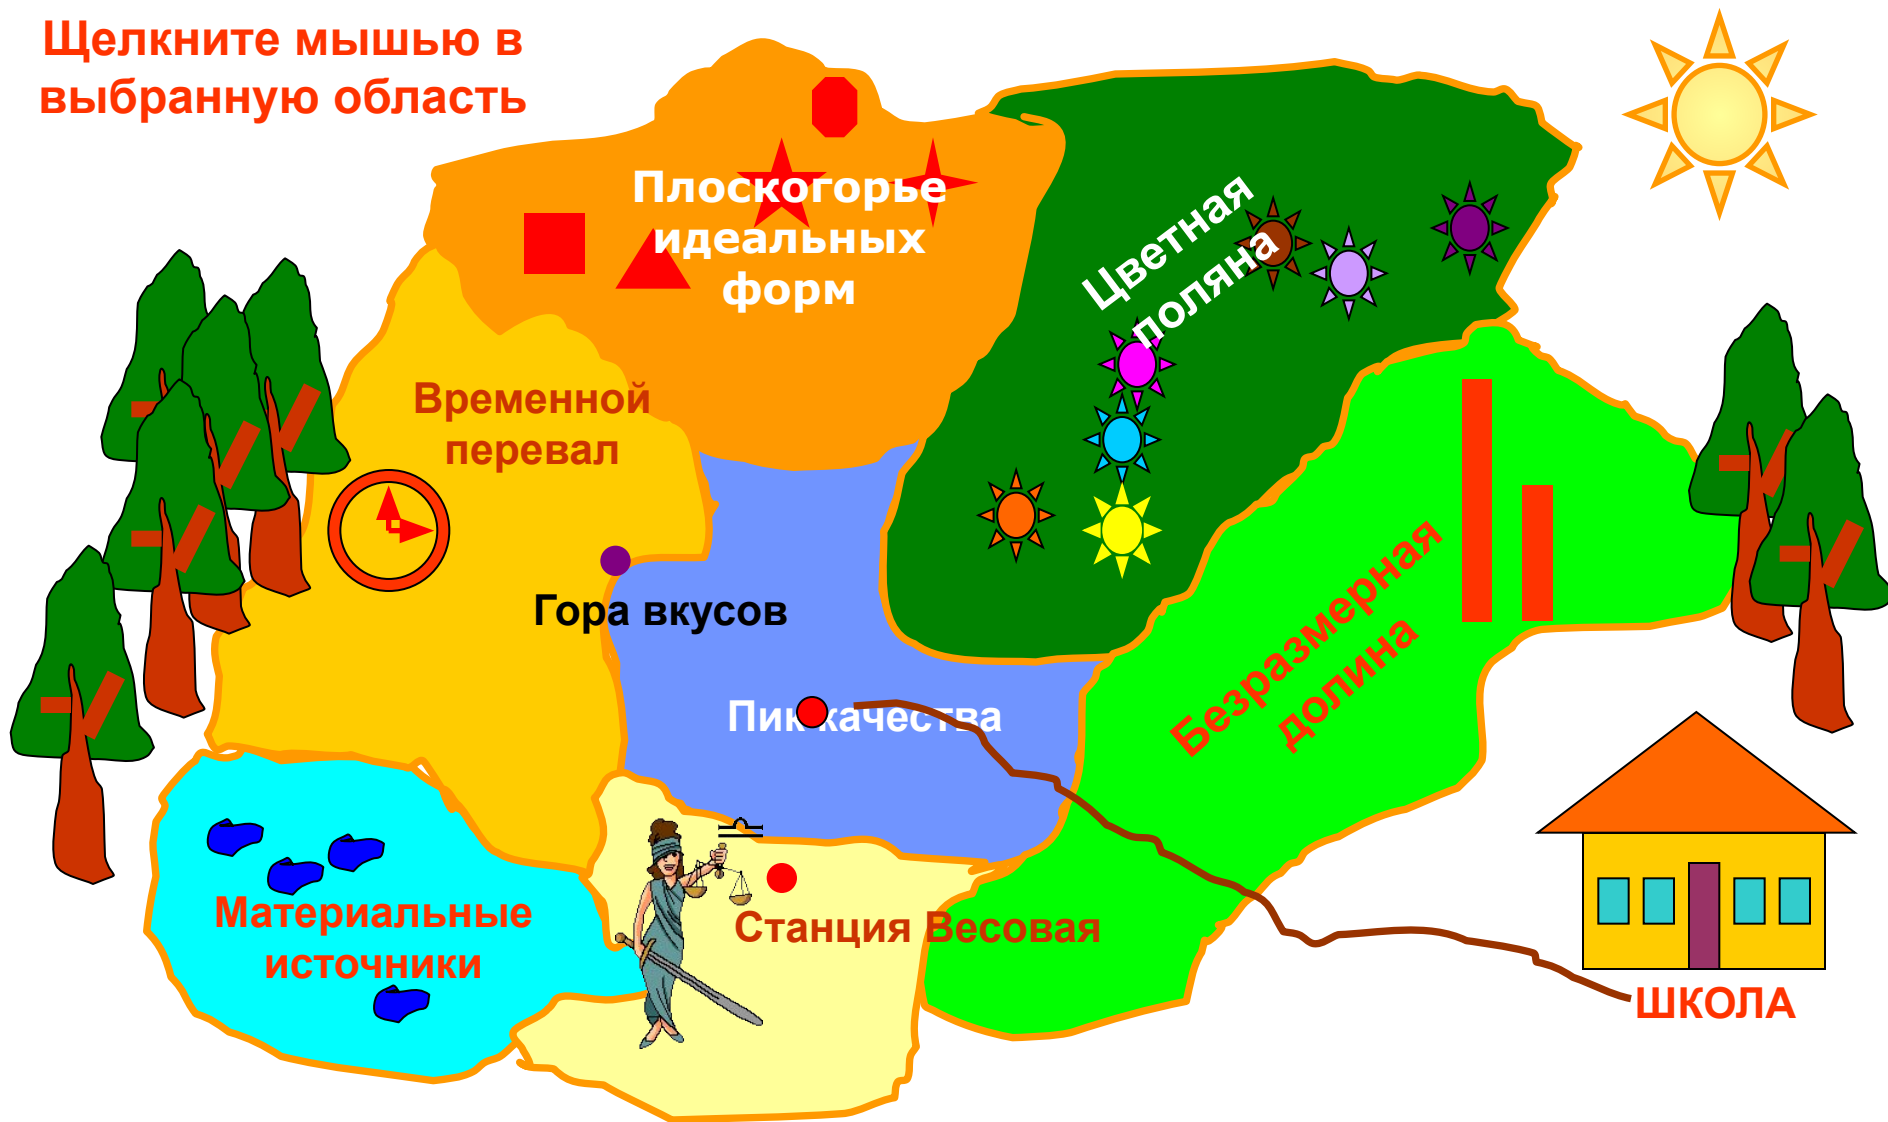 Щелкните мышью в
выбранную область
Плоскогорье
идеальных
форм
Цветная
поляна
Временной
перевал
Гора вкусов
Безразмерная
долина
Пик качества
Материальные
источники
Станция Весовая
ШКОЛА